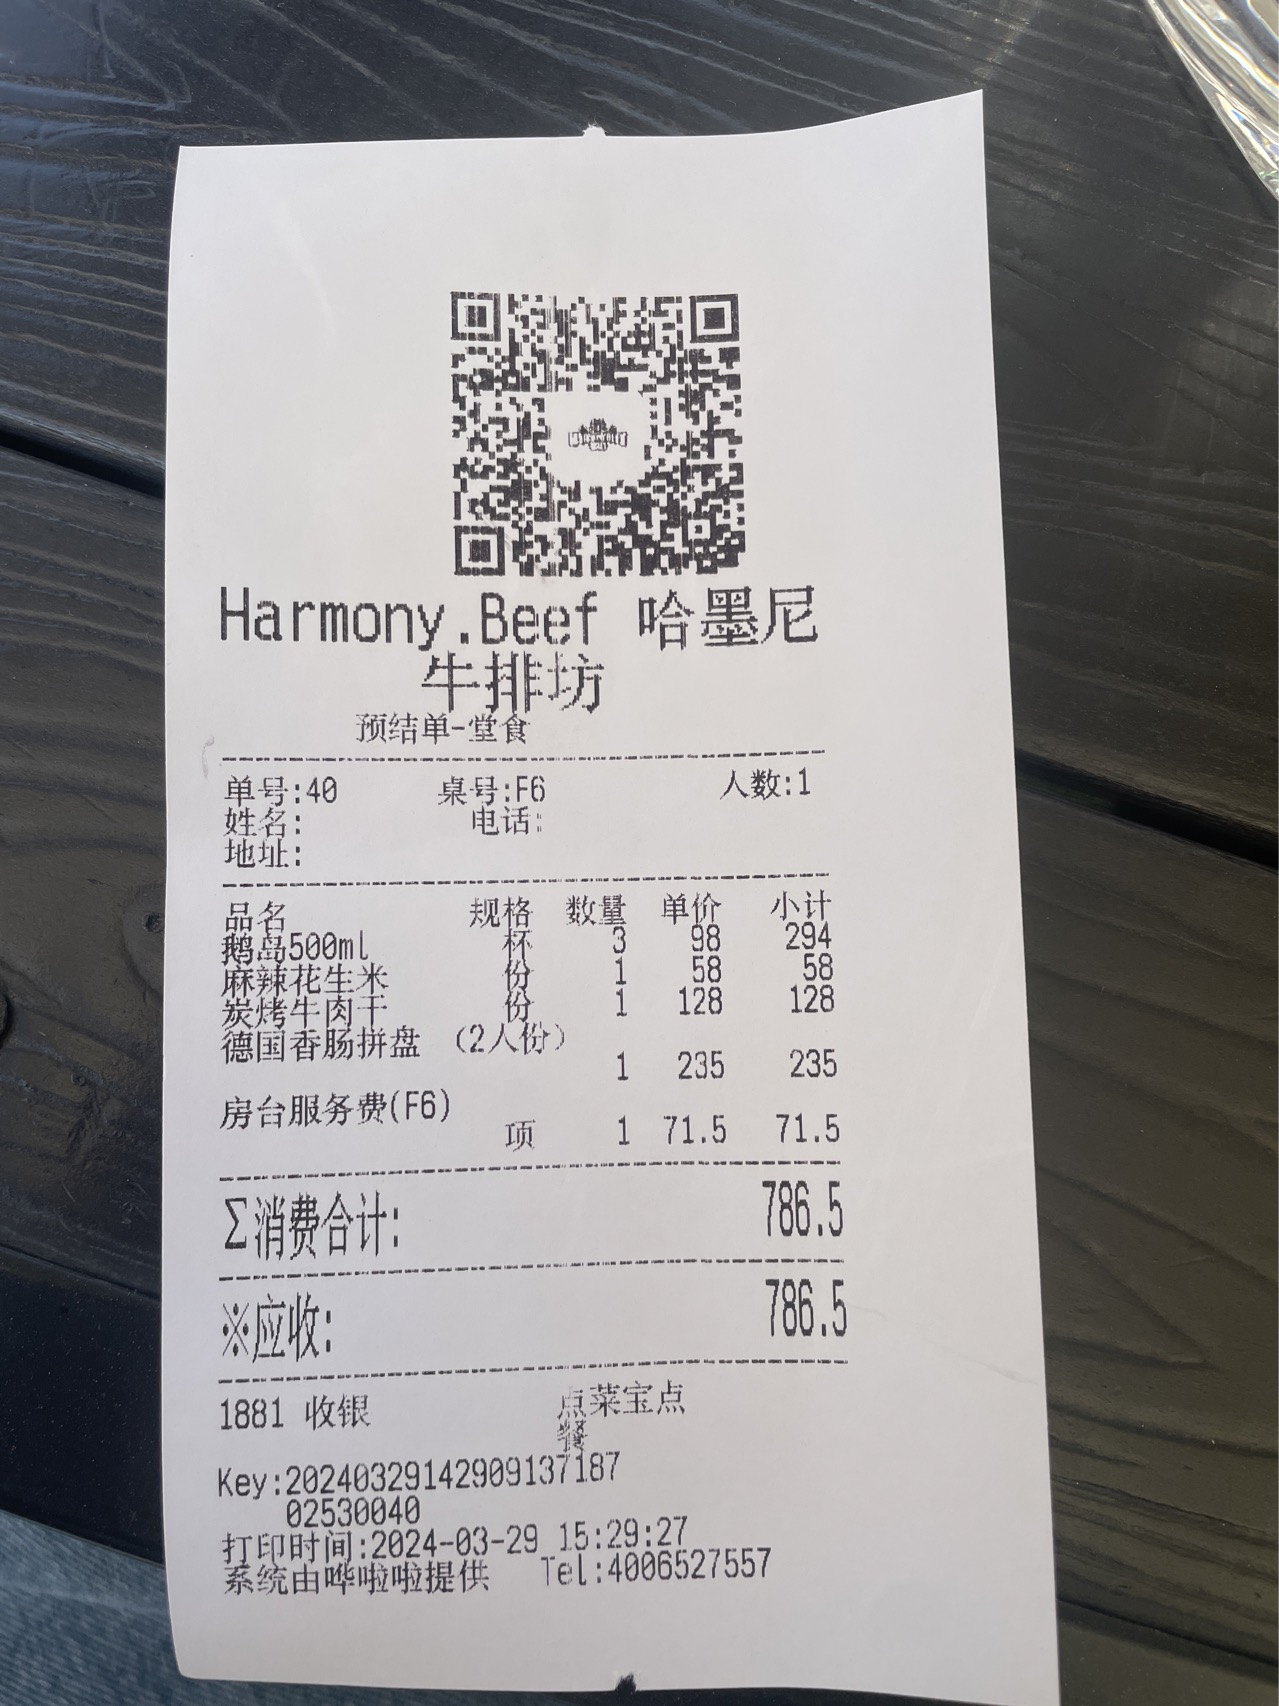 Harmony.Beef 哈墨尼
牛排坊
预结单-堂食
单号:40 桌号:F6 人数:1
姓名: 电话:
地址:
品名 规格 数量 单价 小计
鹅岛500ml 杯 3 98 294
麻辣花生米 份 1 58 58
炭烤牛肉干 份 1 128 128
德国香肠拼盘 (2人份)
1 235 235
房台服务费(F6)
项 1 71.5 71.5
Σ消费合计: 786.5
※应收: 786.5
1881 收银 点菜宝点
餐
Key:20240329142909137187
02530040
打印时间:2024-03-29 15:29:27
系统由哗啦啦提供 Tel:4006527557